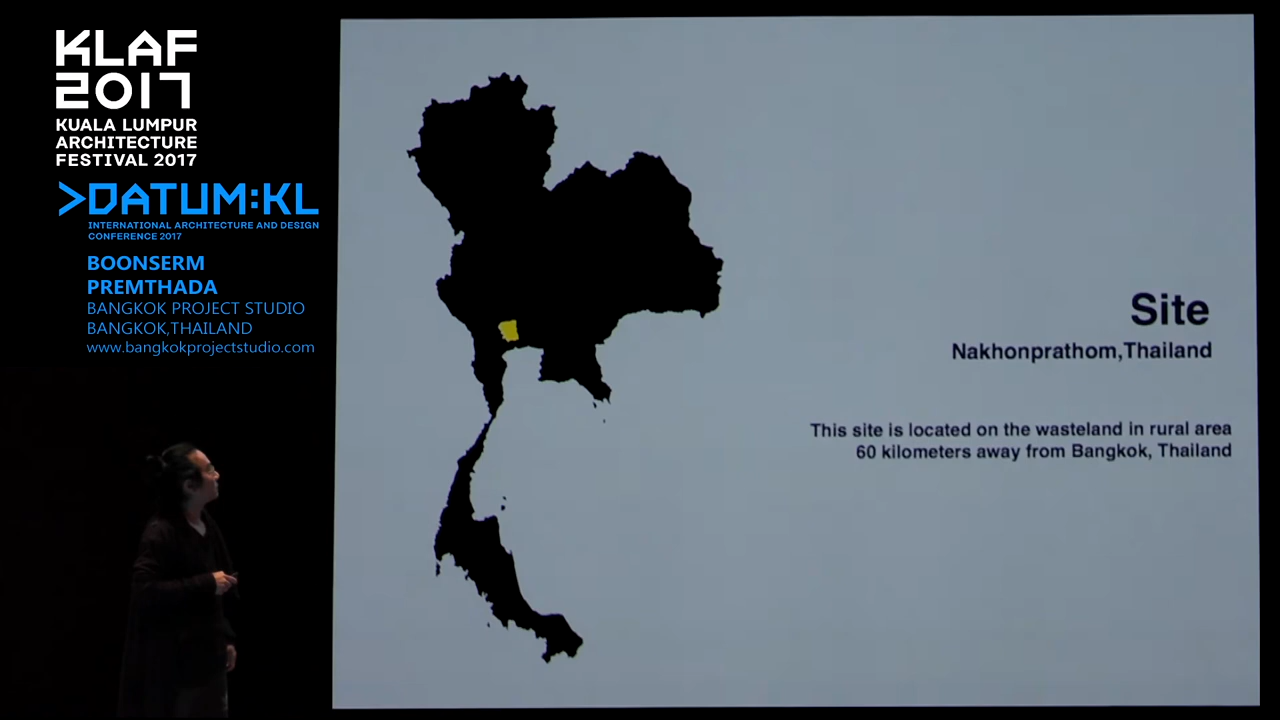 KLAF
2017
KUALA LUMPUR
ARCHITECTURE
FESTIVAL 2017
>DATUM:KL
INTERNATIONAL ARCHITECTURE AND DESIGN
CONFERENCE 2017
BOONSERM
PREMTHADA
BANGKOK PROJECT STUDIO
BANGKOK,THAILAND
www.bangkokprojectstudio.com
Site
Nakhonprathom,Thailand
This site is located on the wasteland in rural area
60 kilometers away from Bangkok, Thailand